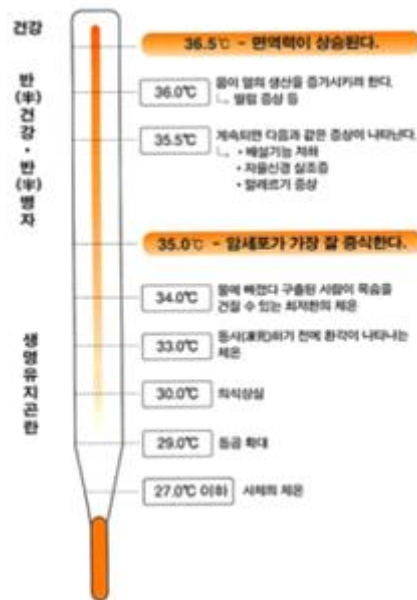 건강
36.5℃ - 면역력이 상승된다.
반(半)건강·반(半)병자
36.0℃
몸이 열의 생산을 증가시키려 한다.
떨림 증상 등
35.5℃
계속되면 다음과 같은 증상이 나타난다.
• 배설기능 저하
• 자율신경 실조증
• 알레르기 증상
35.0℃ - 암세포가 가장 잘 증식한다.
34.0℃
물에 빠졌다 구출된 사람이 목숨을
건질 수 있는 최저한의 체온
생명유지곤란
33.0℃
동사(凍死)하기 전에 환각이 나타나는
체온
30.0℃
의식상실
29.0℃
동공 확대
27.0℃ 이하
사체의 체온